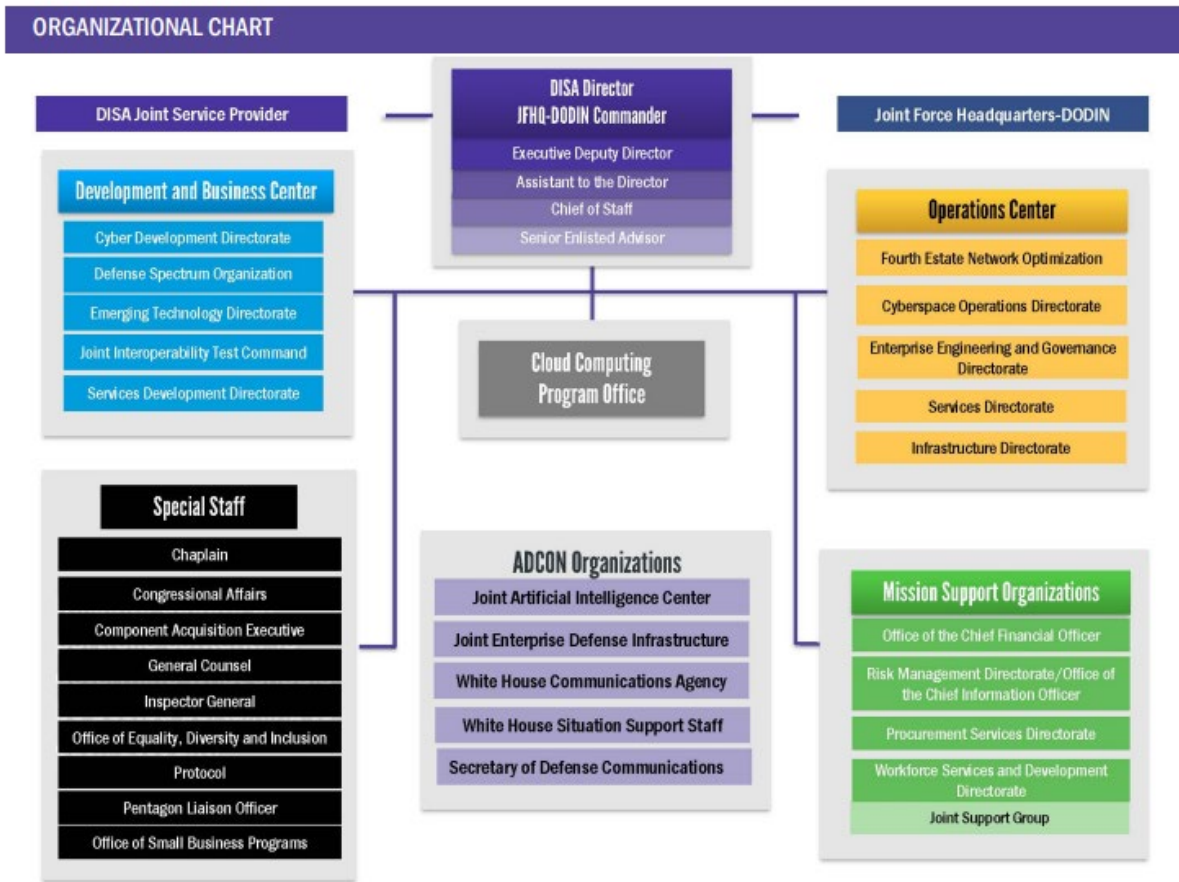 ORGANIZATIONAL CHART
DISA Director
JFHQ-DODIN Commander
Executive Deputy Director
Assistant to the Director
Chief of Staff
Senior Enlisted Advisor
DISA Joint Service Provider
Joint Force Headquarters-DODIN
Development and Business Center
Cyber Development Directorate
Defense Spectrum Organization
Emerging Technology Directorate
Joint Interoperability Test Command
Services Development Directorate
Cloud Computing
Program Office
Operations Center
Fourth Estate Network Optimization
Cyberspace Operations Directorate
Enterprise Engineering and Governance
Directorate
Services Directorate
Infrastructure Directorate
Special Staff
Chaplain
Congressional Affairs
Component Acquisition Executive
General Counsel
Inspector General
Office of Equality, Diversity and Inclusion
Protocol
Pentagon Liaison Officer
Office of Small Business Programs
ADCON Organizations
Joint Artificial Intelligence Center
Joint Enterprise Defense Infrastructure
White House Communications Agency
White House Situation Support Staff
Secretary of Defense Communications
Mission Support Organizations
Office of the Chief Financial Officer
Risk Management Directorate/Office of
the Chief Information Officer
Procurement Services Directorate
Workforce Services and Development
Directorate
Joint Support Group